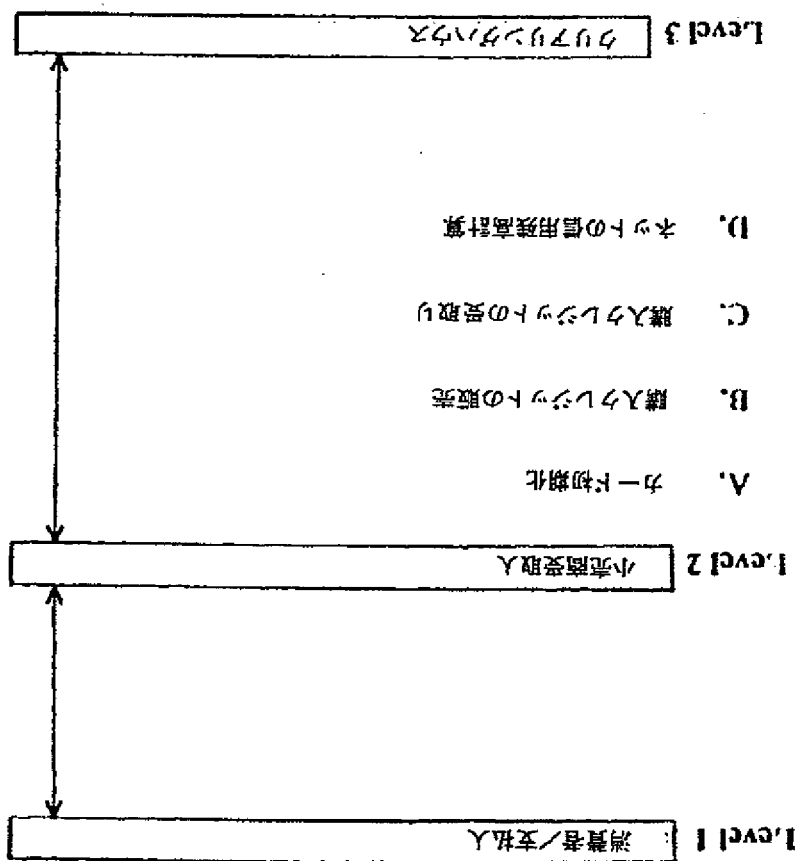 Level 1 消費者／支払人
Level 2 小売商受取人
A. カード初期化
B. 購入クレジットの販売
C. 購入クレジットの受取り
D. ネットの信用残高計算
Level 3 クリアリングハウス